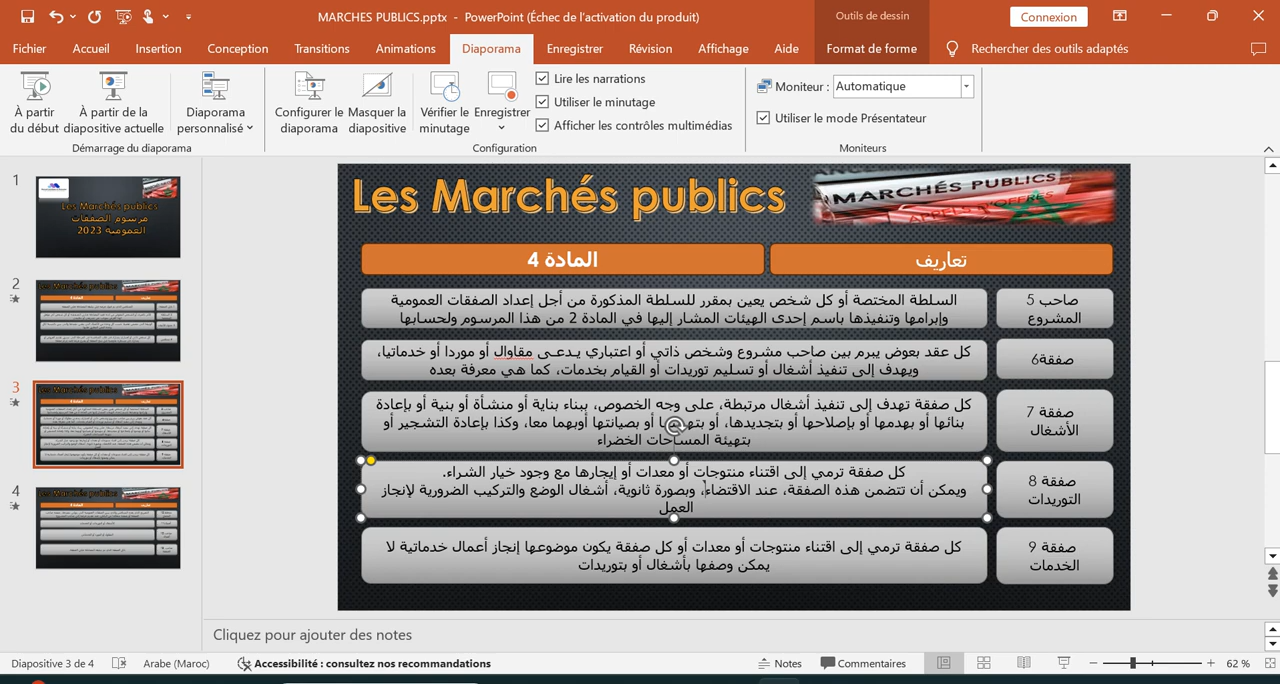 MARCHES PUBLICS.pptx - PowerPoint (Échec de l'activation du produit)
Outils de dessin
Connexion
Fichier Accueil Insertion Conception Transitions Animations Diaporama Enregistrer Révision Affichage Aide Format de forme Rechercher des outils adaptés
À partir du début
À partir de la diapositive actuelle
Diaporama personnalisé
Configurer le diaporama
Masquer la diapositive
Vérifier le minutage
Enregistrer
Lire les narrations
Utiliser le minutage
Afficher les contrôles multimédias
Moniteur : Automatique
Utiliser le mode Présentateur
Démarrage du diaporama
Configuration
Moniteurs
1
Les Marchés publics
مرسوم الصفقات
العمومية 2023
2
3
4
Les Marchés publics
MARCHÉS PUBLICS
APPELS D'OFFRES
تعاريف
المادة 4
صاحب 5
المشروع
السلطة المختصة أو كل شخص يعين بمقرر للسلطة المذكورة من أجل إعداد الصفقات العمومية
وإبرامها وتنفيذها باسم إحدى الهيئات المشار إليها في المادة 2 من هذا المرسوم ولحسابها
صفقة6
كل عقد بعوض يبرم بين صاحب مشروع وشخص ذاتي أو اعتباري يـدعـى مقاوال أو موردا أو خدماتيا،
ويهدف إلى تنفيذ أشغال أو تسليم توريدات أو القيام بخدمات، كما هي معرفة بعده
صفقة 7
الأشغال
كل صفقة تهدف إلى تنفيذ أشغال مرتبطة، على وجه الخصوص، ببناء بناية أو منشأة أو بنية أو بإعادة
بنائها أو بهدمها أو بإصلاحها أو بتجديدها، أو بتهيئتها أو بصيانتها أوبهما معا، وكذا بإعادة التشجير أو
بتهيئة المساحات الخضراء
صفقة 8
التوريدات
كل صفقة ترمي إلى اقتناء منتوجات أو معدات أو إيجارها مع وجود خيار الشراء.
ويمكن أن تتضمن هذه الصفقة، عند الاقتضاء، وبصورة ثانوية، أشغال الوضع والتركيب الضرورية لإنجاز
العمل
صفقة 9
الخدمات
كل صفقة ترمي إلى اقتناء منتوجات أو معدات أو كل صفقة يكون موضوعها إنجاز أعمال خدماتية لا
يمكن وصفها بأشغال أو بتوريدات
Cliquez pour ajouter des notes
Diapositive 3 de 4 Arabe (Maroc) Accessibilité : consultez nos recommandations Notes Commentaires 62 %